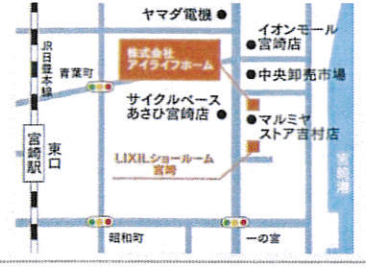 ヤマダ電機
イオンモール
宮崎店
株式会社
アイライフホーム
JR日豊本線
青葉町
中央卸売市場
サイクルベース
あさひ宮崎店
マルミヤ
ストア吉村店
宮崎駅
東口
LIXILショールーム
宮崎
宮崎港
昭和町
一の宮